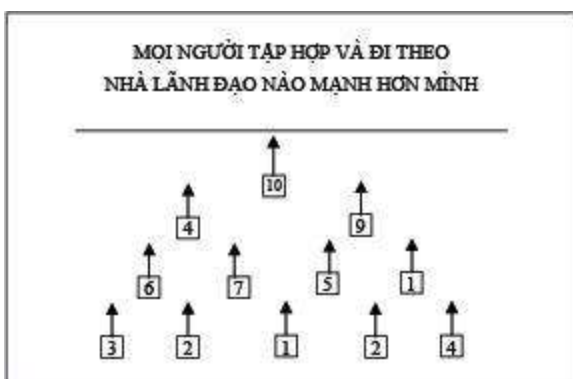 MỌI NGƯỜI TẬP HỢP VÀ ĐI THEO
NHÀ LÃNH ĐẠO NÀO MẠNH HƠN MÌNH
10
4 9
6 7 5 1
3 2 1 2 4